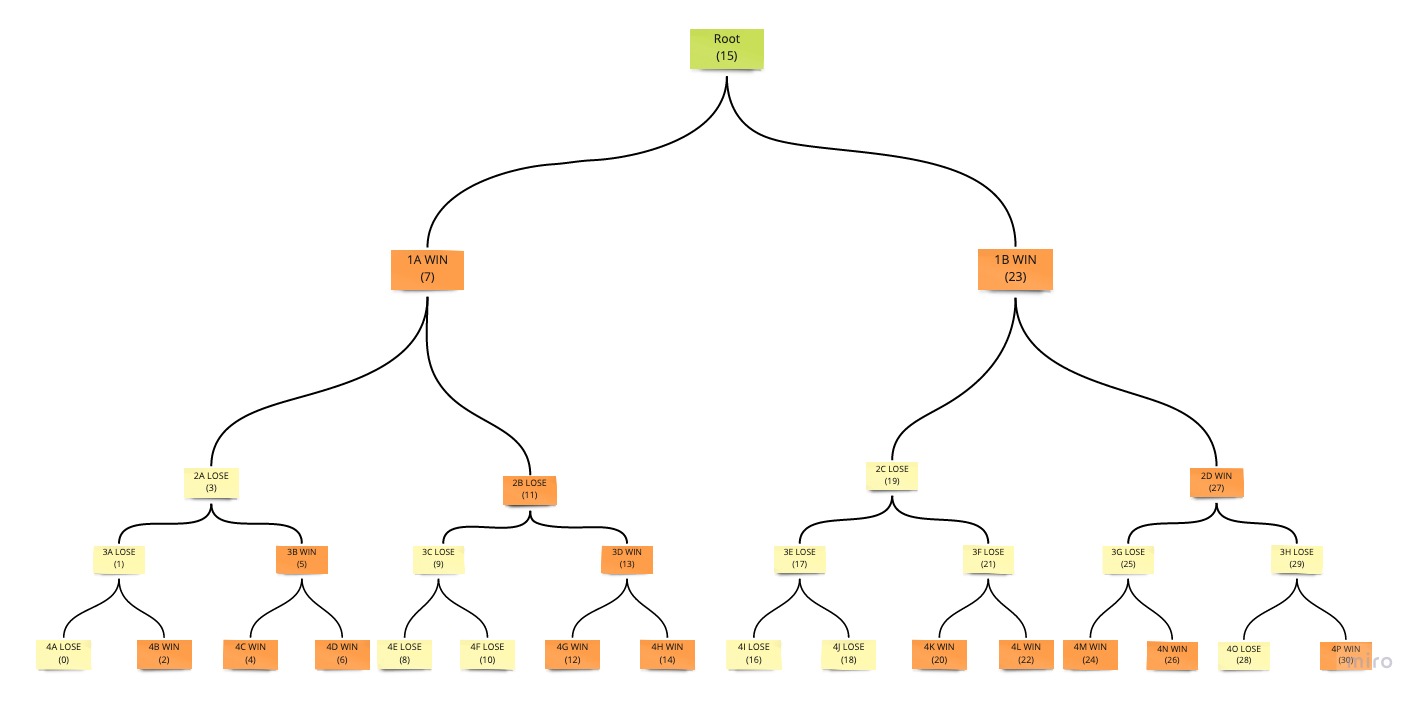 Root
(15)
1A WIN
(7)
1B WIN
(23)
2A LOSE
(3)
2B LOSE
(11)
2C LOSE
(19)
2D WIN
(27)
3A LOSE
(1)
3B WIN
(5)
3C LOSE
(9)
3D WIN
(13)
3E LOSE
(17)
3F LOSE
(21)
3G LOSE
(25)
3H LOSE
(29)
4A LOSE
(0)
4B WIN
(2)
4C WIN
(4)
4D WIN
(6)
4E LOSE
(8)
4F LOSE
(10)
4G WIN
(12)
4H WIN
(14)
4I LOSE
(16)
4J LOSE
(18)
4K WIN
(20)
4L WIN
(22)
4M WIN
(24)
4N WIN
(26)
4O LOSE
(28)
4P WIN
(30)
miro